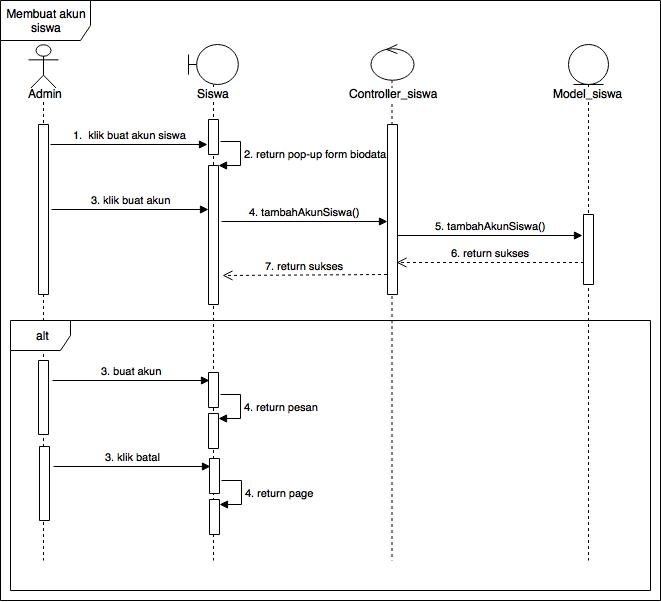 Membuat akun
siswa
Admin
Siswa
Controller_siswa
Model_siswa
1. klik buat akun siswa
2. return pop-up form biodata
3. klik buat akun
4. tambahAkunSiswa()
5. tambahAkunSiswa()
6. return sukses
7. return sukses
alt
3. buat akun
4. return pesan
3. klik batal
4. return page